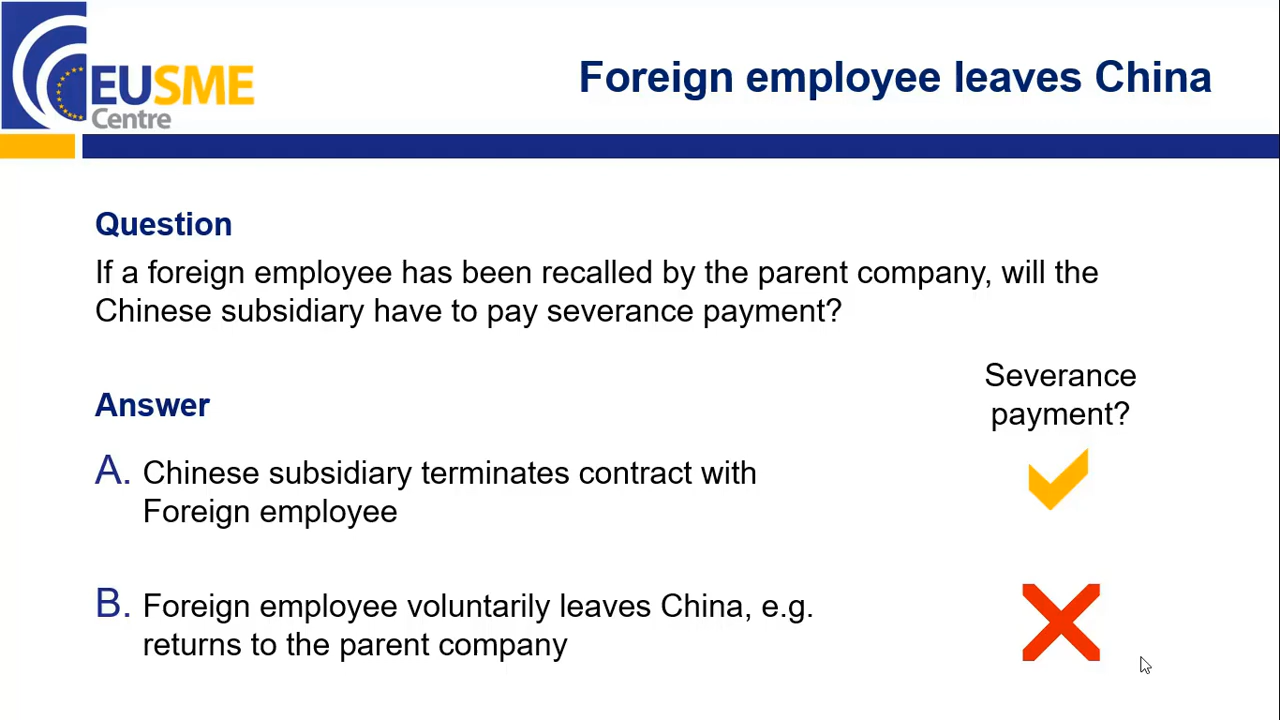 EUSME
Centre
Foreign employee leaves China
Question
If a foreign employee has been recalled by the parent company, will the
Chinese subsidiary have to pay severance payment?
Severance
payment?
Answer
A. Chinese subsidiary terminates contract with
Foreign employee
B. Foreign employee voluntarily leaves China, e.g.
returns to the parent company